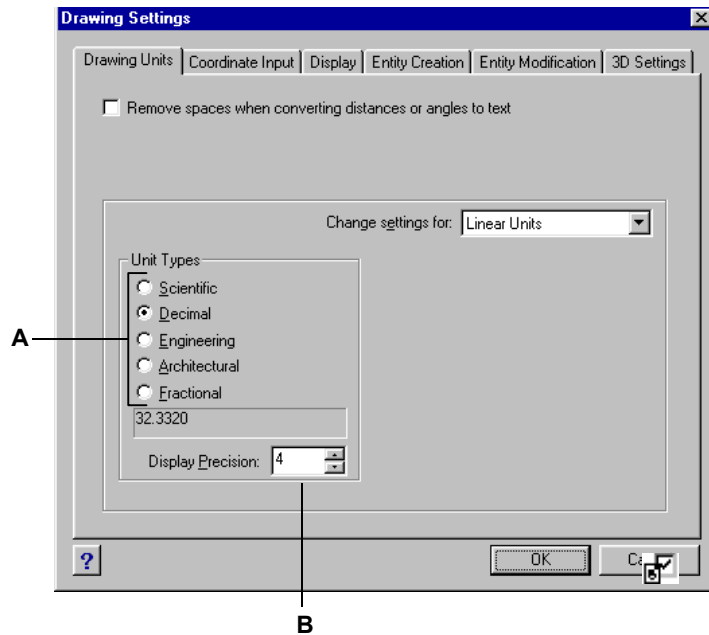 Drawing Settings
Drawing Units Coordinate Input Display Entity Creation Entity Modification 3D Settings
Remove spaces when converting distances or angles to text
Change settings for: Linear Units
Unit Types
Scientific
Decimal
A
Engineering
Architectural
Fractional
32.3320
Display Precision: 4
?
OK
B